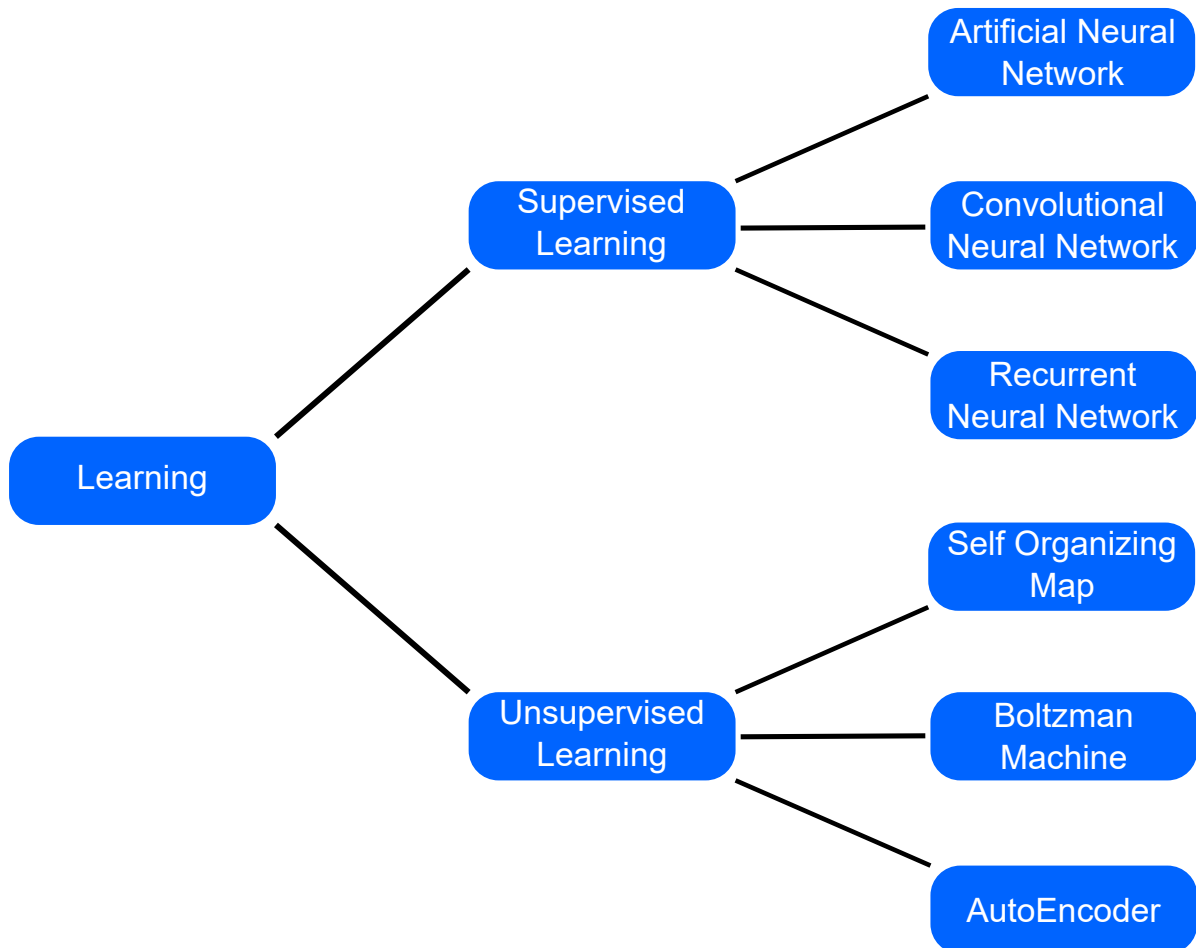 Artificial Neural
Network
Supervised
Learning
Convolutional
Neural Network
Recurrent
Neural Network
Learning
Self Organizing
Map
Unsupervised
Learning
Boltzman
Machine
AutoEncoder